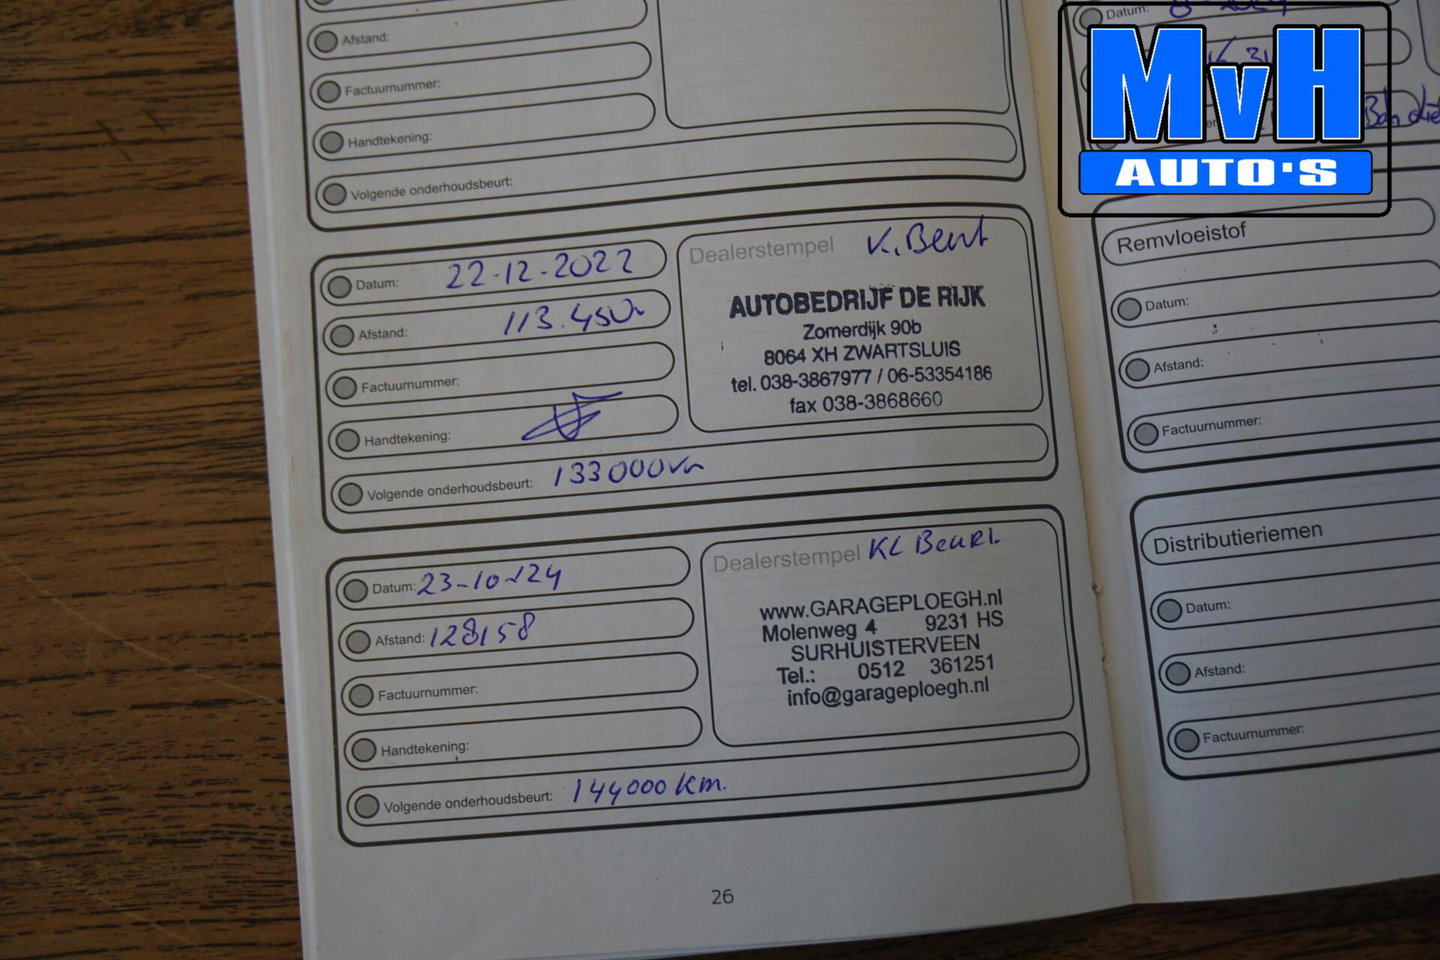 Afstand:
Factuurnummer:
Handtekening:
Volgende onderhoudsbeurt:
Datum: 22-12-2022
Afstand: 113.450
Factuurnummer:
Handtekening:
Volgende onderhoudsbeurt: 133000
Dealerstempel K. Beurt
AUTOBEDRIJF DE RIJK
Zomerdijk 90b
8064 XH ZWARTSLUIS
tel. 038-3867977 / 06-53354186
fax 038-3868660
Datum: 23-10-24
Afstand: 128158
Factuurnummer:
Handtekening:
Volgende onderhoudsbeurt: 144000 km.
Dealerstempel KL Beurt
www.GARAGEPLOEGH.nl
Molenweg 4 9231 HS
SURHUISTERVEEN
Tel.: 0512 361251
info@garageploegh.nl
26
Datum:
MvH
AUTO'S
Remvloeistof
Datum:
Afstand:
Factuurnummer:
Distributieriemen
Datum:
Afstand:
Factuurnummer: